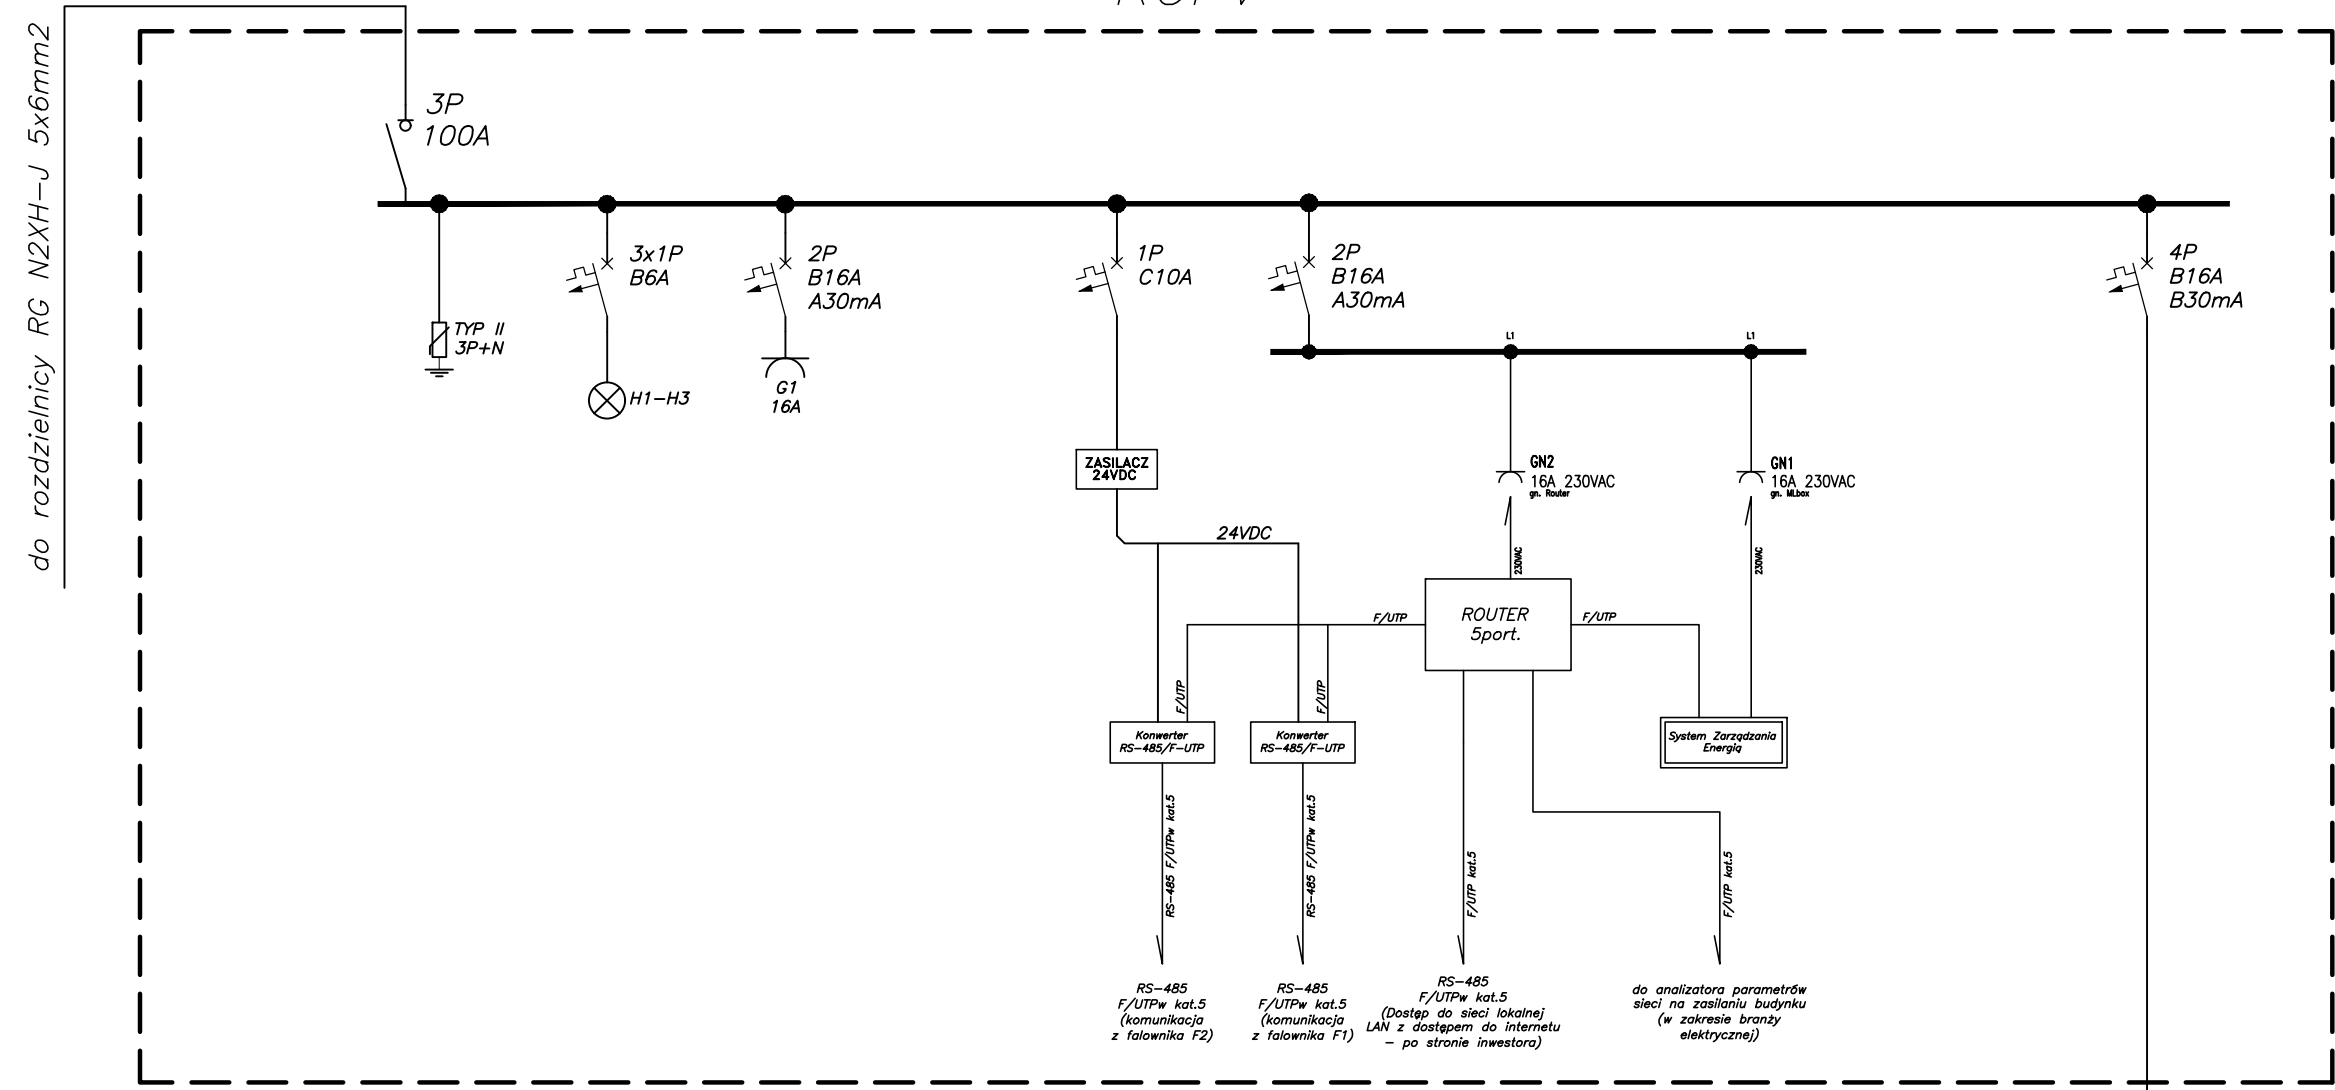 do rozdzielnicy RG N2XH-J 5x6mm2
3P
100A
TYP II
3P+N
3x1P
B6A
H1-H3
2P
B16A
A30mA
G1
16A
1P
C10A
ZASILACZ
24VDC
24VDC
2P
B16A
A30mA
L1
L1
GN2
16A 230VAC
gn. Router
GN1
16A 230VAC
gn. MLbox
230VAC
230VAC
4P
B16A
B30mA
ROUTER
5port.
F/UTP
F/UTP
F/UTP
F/UTP
Konwerter
RS-485/F-UTP
Konwerter
RS-485/F-UTP
System Zarządzania
Energią
RS-485 F/UTPw kat.5
RS-485 F/UTPw kat.5
F/UTP kat.5
F/UTP kat.5
RS-485
F/UTPw kat.5
(komunikacja
z falownika F2)
RS-485
F/UTPw kat.5
(komunikacja
z falownika F1)
RS-485
F/UTPw kat.5
(Dostęp do sieci lokalnej
LAN z dostępem do internetu
- po stronie inwestora)
do analizatora parametrów
sieci na zasilaniu budynku
(w zakresie branży
elektrycznej)